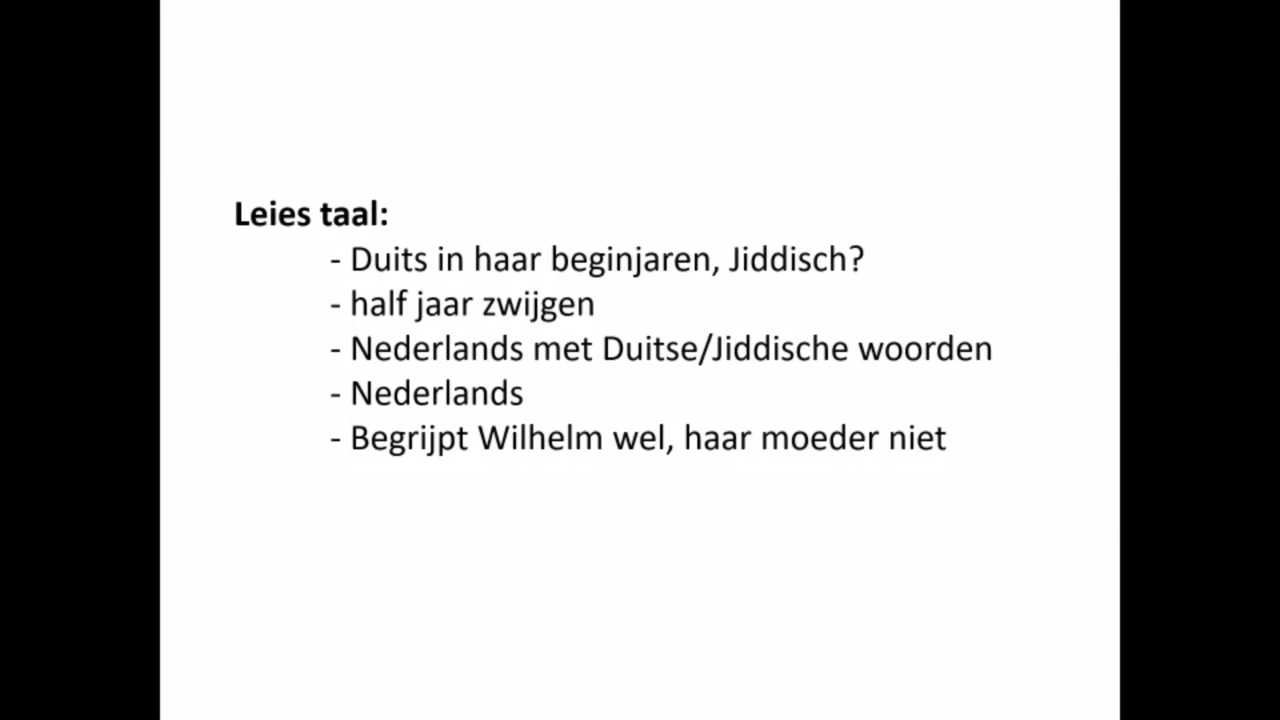 Leies taal:
- Duits in haar beginjaren, Jiddisch?
- half jaar zwijgen
- Nederlands met Duitse/Jiddische woorden
- Nederlands
- Begrijpt Wilhelm wel, haar moeder niet